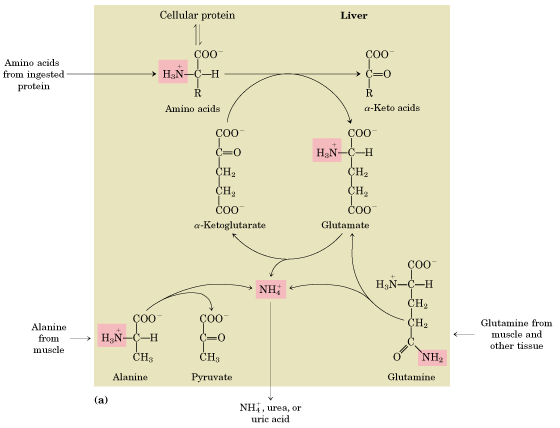 Cellular protein
Liver
Amino acids
from ingested
protein
COO⁻
H₃N⁺–C–H
R
Amino acids
COO⁻
C=O
R
α-Keto acids
COO⁻
C=O
CH₂
CH₂
COO⁻
α-Ketoglutarate
COO⁻
H₃N⁺–C–H
CH₂
CH₂
COO⁻
Glutamate
NH₄⁺
COO⁻
H₃N⁺–C–H
CH₂
CH₂
C
O
NH₂
Glutamine
Glutamine from
muscle and
other tissue
Alanine
from
muscle
COO⁻
H₃N⁺–C–H
CH₃
Alanine
COO⁻
C=O
CH₃
Pyruvate
(a)
NH₄⁺, urea, or
uric acid